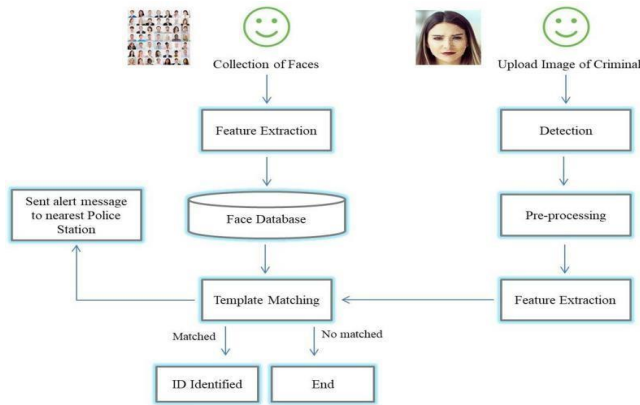 Collection of Faces
Upload Image of Criminal
Feature Extraction
Detection
Sent alert message
to nearest Police
Station
Face Database
Pre-processing
Template Matching
Feature Extraction
Matched
No matched
ID Identified
End